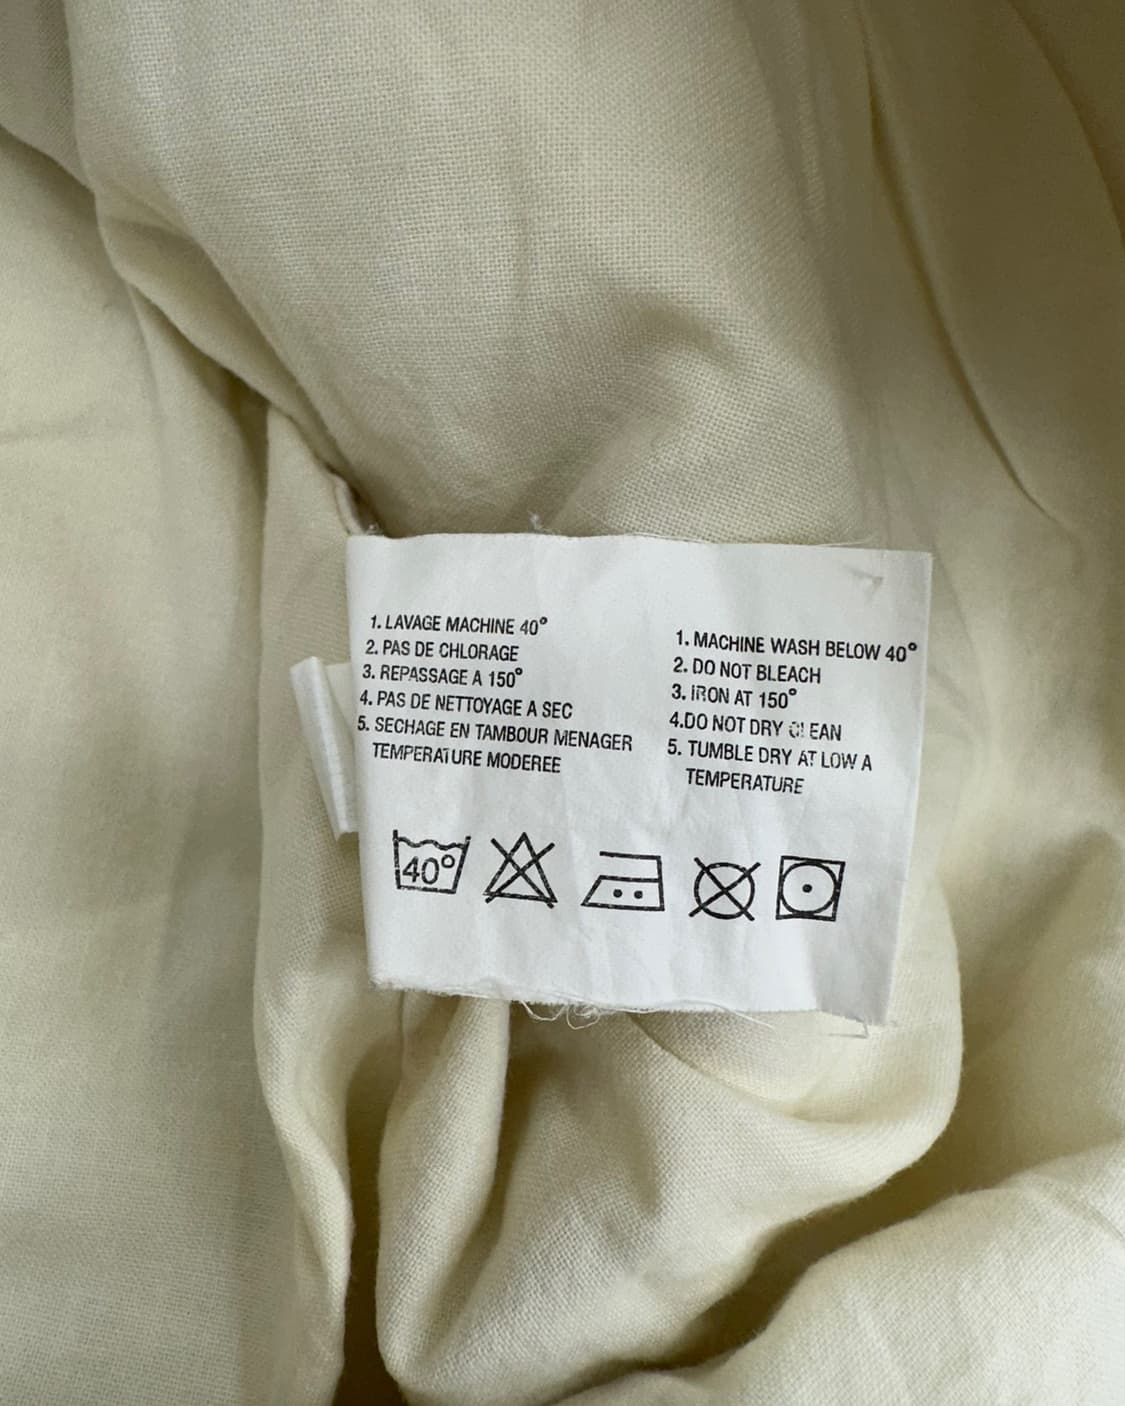 1. LAVAGE MACHINE 40°
2. PAS DE CHLORAGE
3. REPASSAGE A 150°
4. PAS DE NETTOYAGE A SEC
5. SECHAGE EN TAMBOUR MENAGER
TEMPERATURE MODEREE
1. MACHINE WASH BELOW 40°
2. DO NOT BLEACH
3. IRON AT 150°
4.DO NOT DRY CLEAN
5. TUMBLE DRY AT LOW A
TEMPERATURE
40°